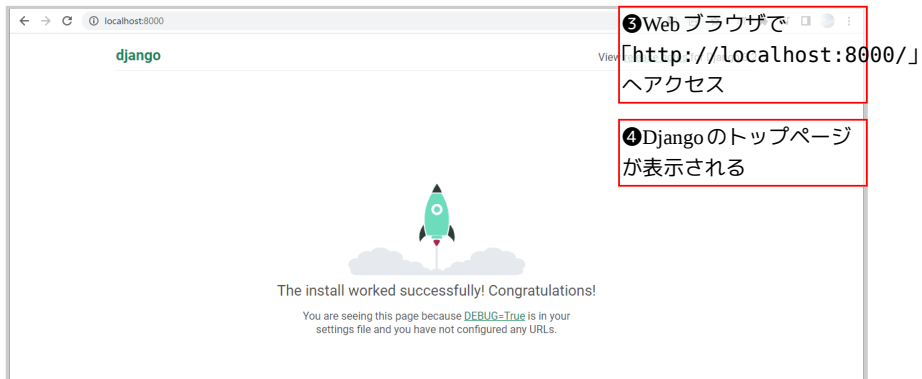 localhost:8000
❸Webブラウザで
「http://localhost:8000/」
へアクセス
django
View
❹Djangoのトップページ
が表示される
The install worked successfully! Congratulations!
You are seeing this page because DEBUG=True is in your
settings file and you have not configured any URLs.